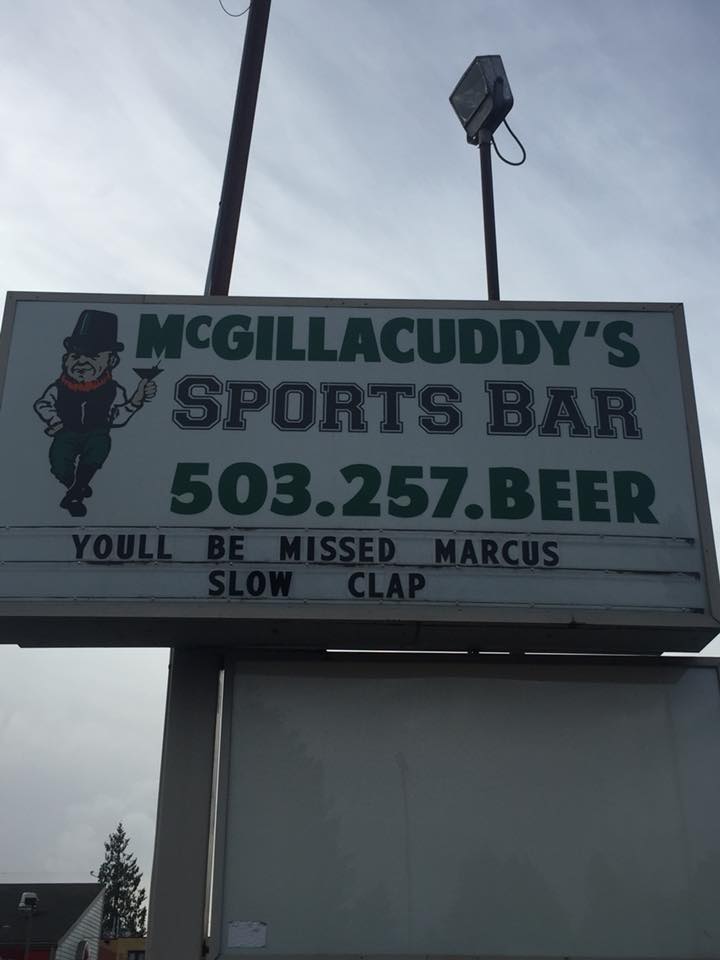 McGILLACUDDY'S
SPORTS BAR
503.257.BEER
YOULL BE MISSED MARCUS
SLOW CLAP